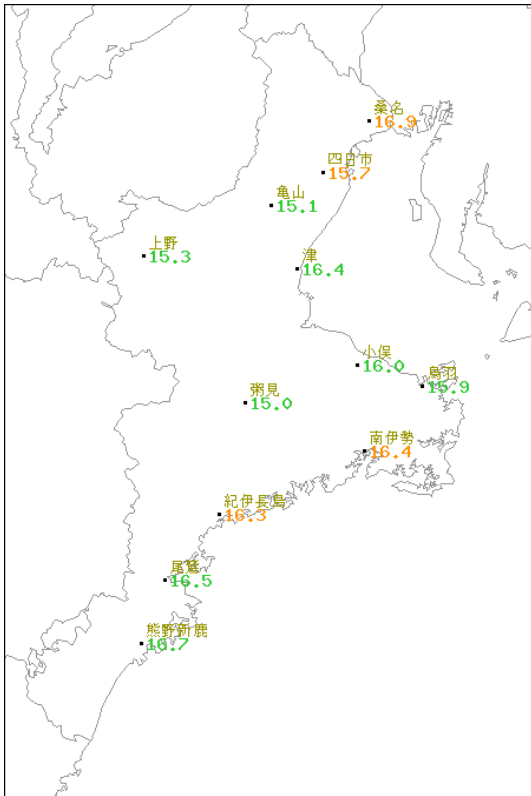 桑名
16.9
四日市
15.7
亀山
15.1
上野
15.3
津
16.4
小俣
16.0
鳥羽
15.9
粥見
15.0
南伊勢
16.4
紀伊長島
16.3
尾鷲
16.5
熊野新鹿
16.7